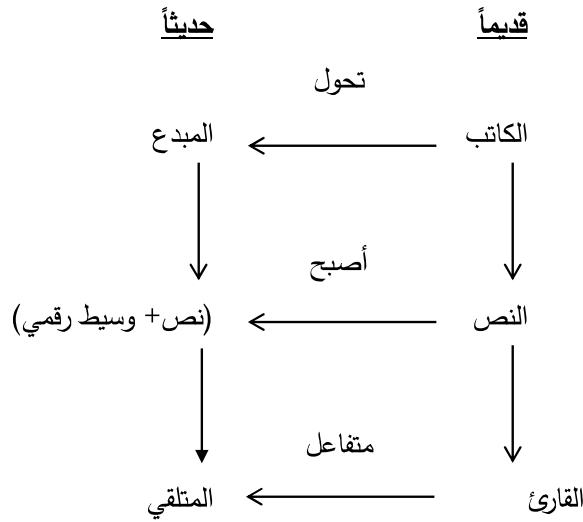 قديماً حديثاً
تحول
الكاتب المبدع
أصبح
النص (نص+ وسيط رقمي)
متفاعل
القارئ المتلقي